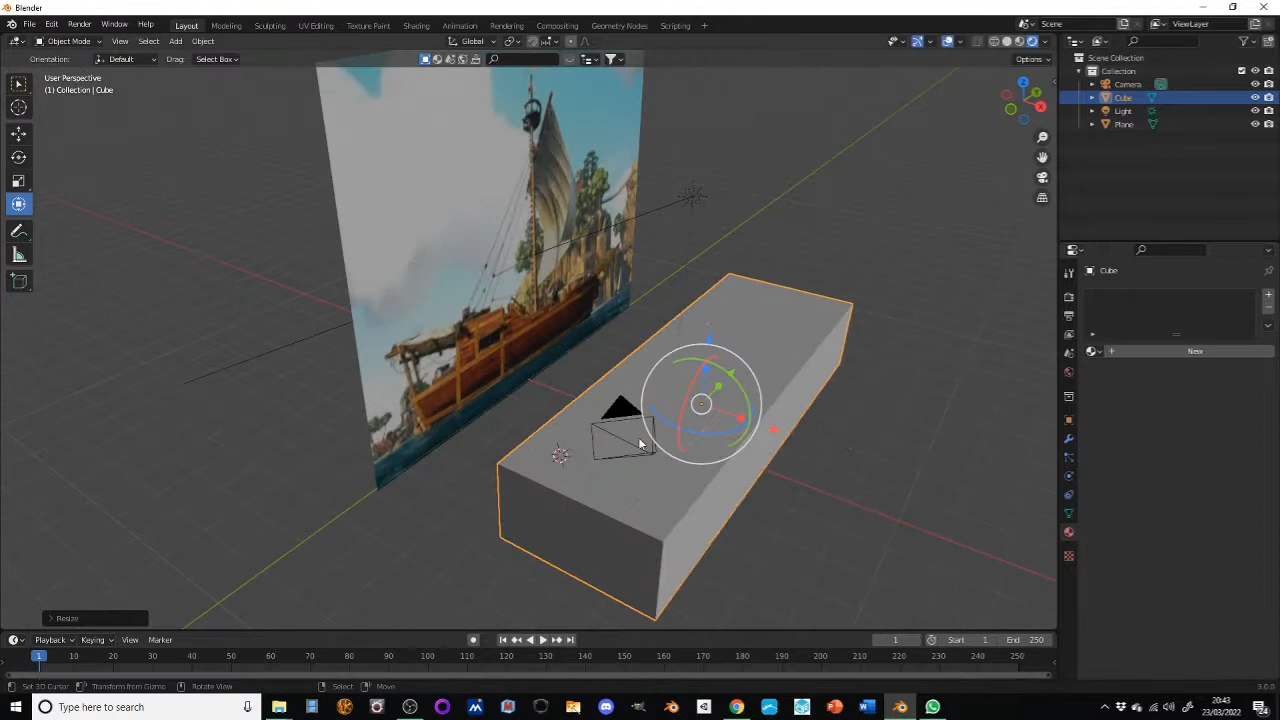 Blender
File Edit Render Window Help Layout Modeling Sculpting UV Editing Texture Paint Shading Animation Rendering Compositing Geometry Nodes Scripting + Scene ViewLayer
Object Mode View Select Add Object Global
Orientation: Default Drag: Select Box Options
User Perspective
(1) Collection | Cube
Z
Y
X
Scene Collection
Collection
Camera
Cube
Light
Plane
Cube
New
Resize
Playback Keying View Marker 1 Start 1 End 250
1 10 20 30 40 50 60 70 80 90 100 110 120 130 140 150 160 170 180 190 200 210 220 230 240 250
Set 3D Cursor Transform from Gizmo Rotate View Select Move 3.0.0
Type here to search
20:43
23/03/2022
24